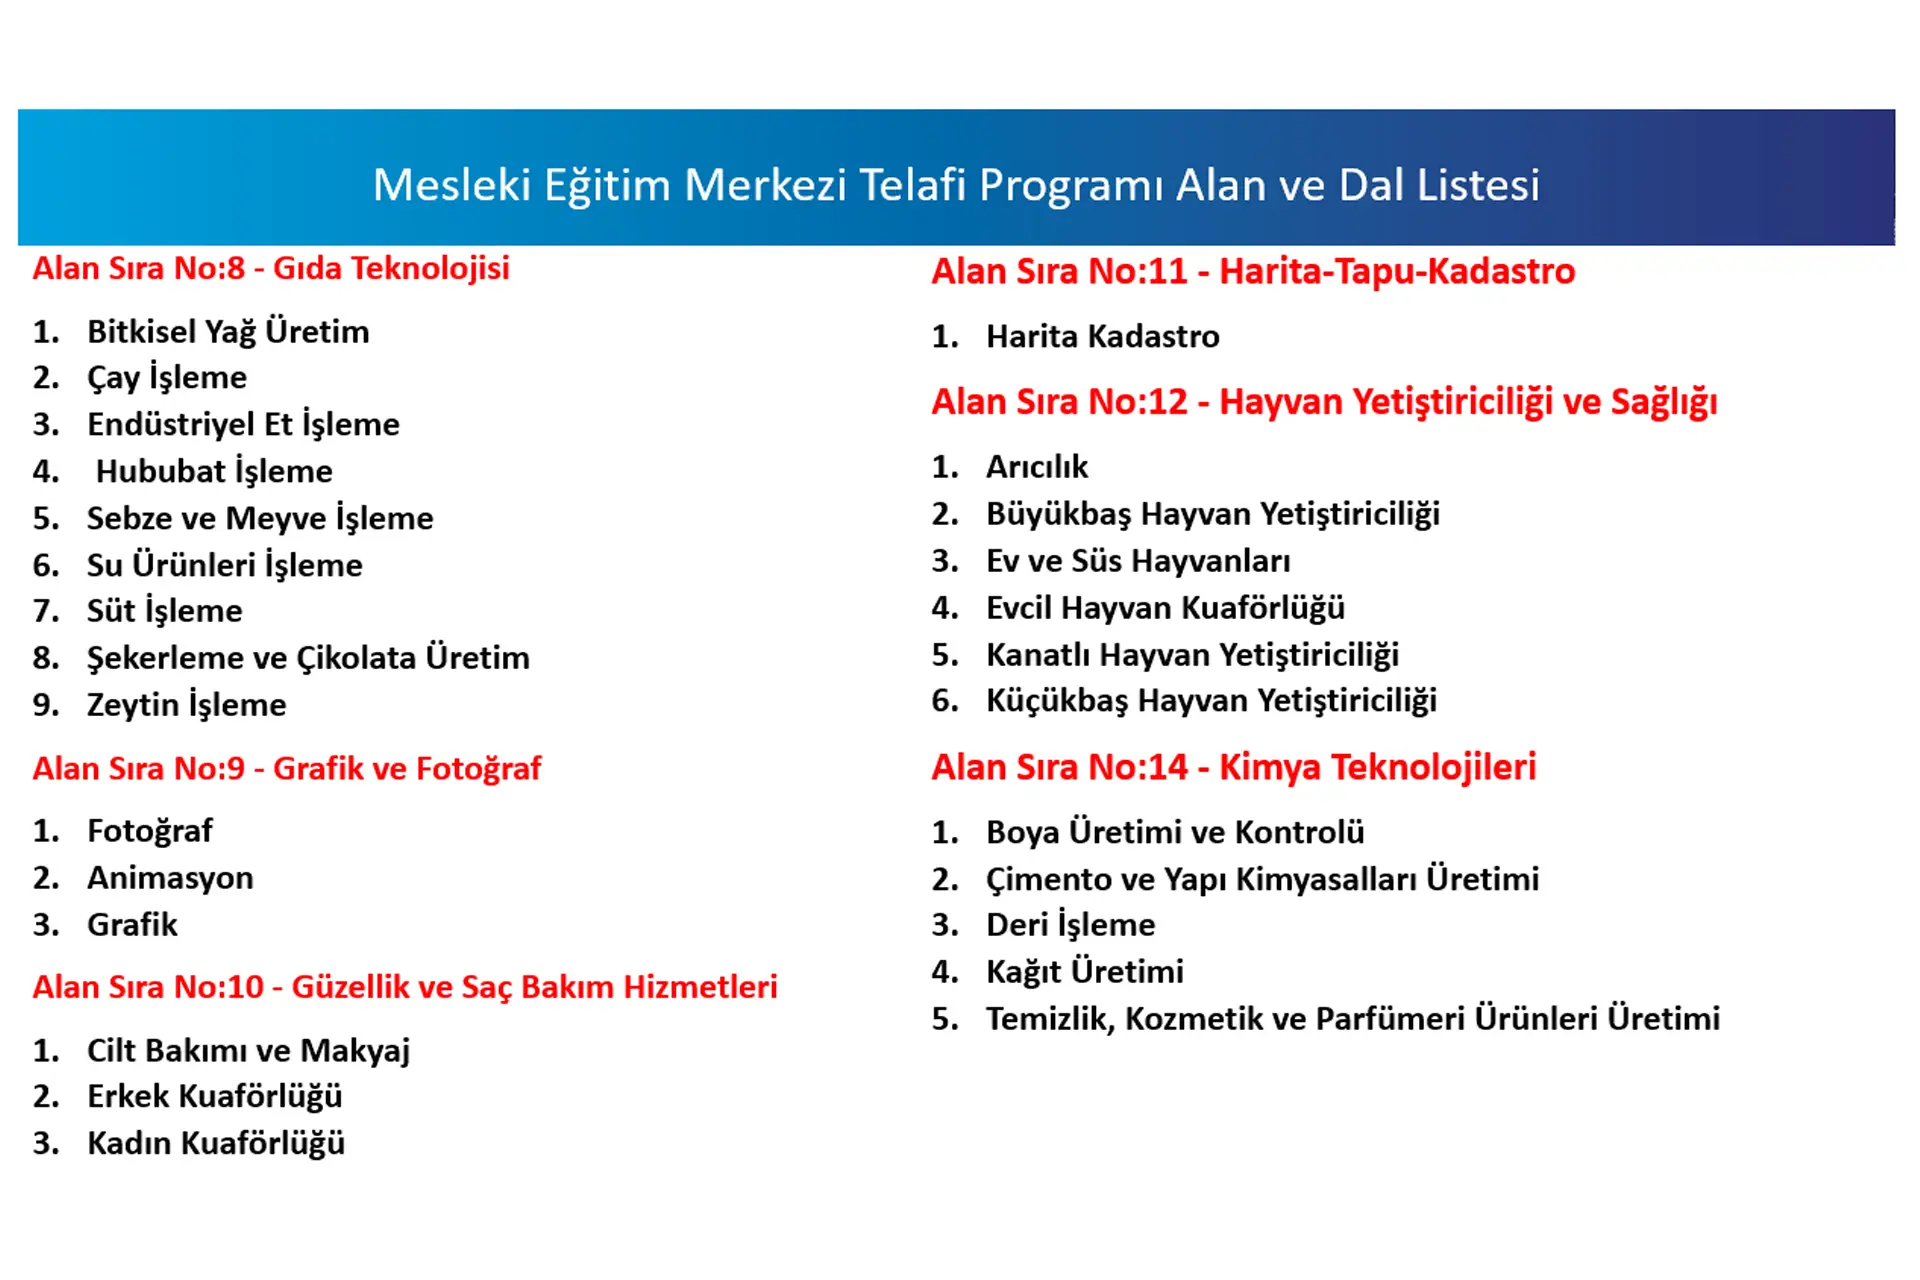 Mesleki Eğitim Merkezi Telafi Programı Alan ve Dal Listesi
Alan Sıra No:8 - Gıda Teknolojisi
1. Bitkisel Yağ Üretim
2. Çay İşleme
3. Endüstriyel Et İşleme
4. Hububat İşleme
5. Sebze ve Meyve İşleme
6. Su Ürünleri İşleme
7. Süt İşleme
8. Şekerleme ve Çikolata Üretim
9. Zeytin İşleme
Alan Sıra No:9 - Grafik ve Fotoğraf
1. Fotoğraf
2. Animasyon
3. Grafik
Alan Sıra No:10 - Güzellik ve Saç Bakım Hizmetleri
1. Cilt Bakımı ve Makyaj
2. Erkek Kuaförlüğü
3. Kadın Kuaförlüğü
Alan Sıra No:11 - Harita-Tapu-Kadastro
1. Harita Kadastro
Alan Sıra No:12 - Hayvan Yetiştiriciliği ve Sağlığı
1. Arıcılık
2. Büyükbaş Hayvan Yetiştiriciliği
3. Ev ve Süs Hayvanları
4. Evcil Hayvan Kuaförlüğü
5. Kanatlı Hayvan Yetiştiriciliği
6. Küçükbaş Hayvan Yetiştiriciliği
Alan Sıra No:14 - Kimya Teknolojileri
1. Boya Üretimi ve Kontrolü
2. Çimento ve Yapı Kimyasalları Üretimi
3. Deri İşleme
4. Kağıt Üretimi
5. Temizlik, Kozmetik ve Parfümeri Ürünleri Üretimi